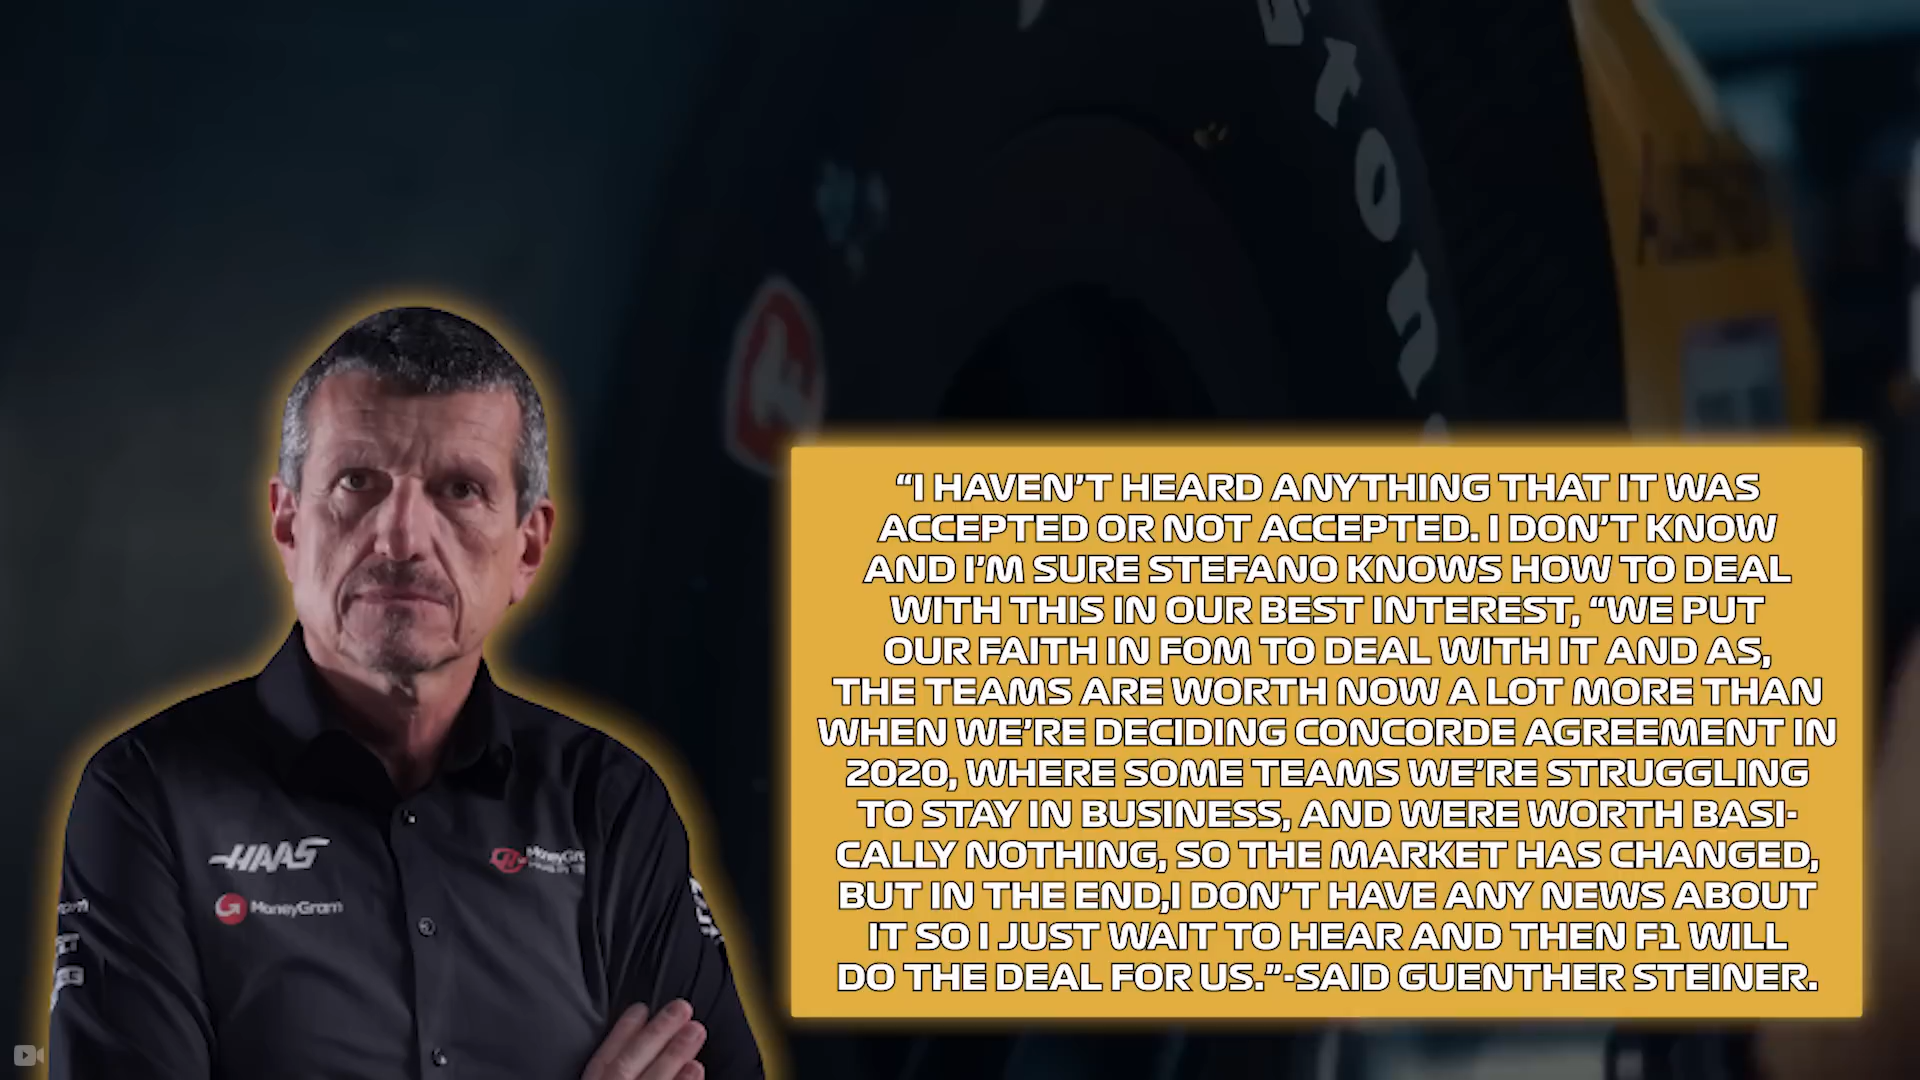 ston
"I HAVEN'T HEARD ANYTHING THAT IT WAS
ACCEPTED OR NOT ACCEPTED. I DON'T KNOW
AND I'M SURE STEFANO KNOWS HOW TO DEAL
WITH THIS IN OUR BEST INTEREST, "WE PUT
OUR FAITH IN FOM TO DEAL WITH IT AND AS,
THE TEAMS ARE WORTH NOW A LOT MORE THAN
WHEN WE'RE DECIDING CONCORDE AGREEMENT IN
2020, WHERE SOME TEAMS WE'RE STRUGGLING
TO STAY IN BUSINESS, AND WERE WORTH BASI-
CALLY NOTHING, SO THE MARKET HAS CHANGED,
BUT IN THE END,I DON'T HAVE ANY NEWS ABOUT
IT SO I JUST WAIT TO HEAR AND THEN F1 WILL
DO THE DEAL FOR US."-SAID GUENTHER STEINER.
HAAS
MoneyGram